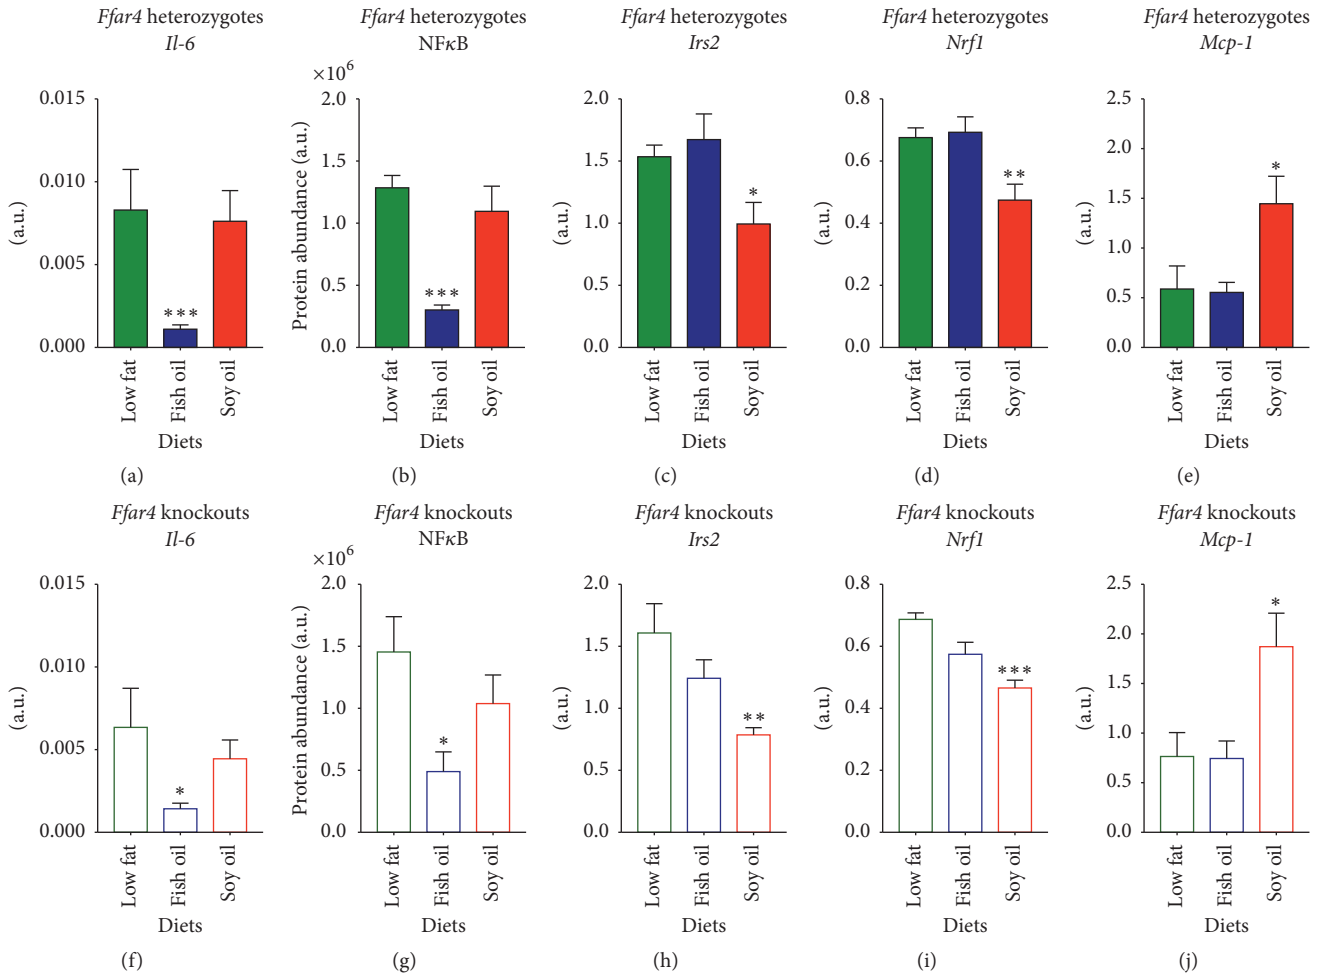 Ffar4 heterozygotes
Il-6
0.015
0.010
0.005
0.000
(a.u.)
***
Low fat
Fish oil
Soy oil
Diets
(a)
Ffar4 heterozygotes
NFκB
×10⁶
2.0
1.5
1.0
0.5
0.0
Protein abundance (a.u.)
***
Low fat
Fish oil
Soy oil
Diets
(b)
Ffar4 heterozygotes
Irs2
2.0
1.5
1.0
0.5
0.0
(a.u.)
*
Low fat
Fish oil
Soy oil
Diets
(c)
Ffar4 heterozygotes
Nrf1
0.8
0.6
0.4
0.2
0.0
(a.u.)
**
Low fat
Fish oil
Soy oil
Diets
(d)
Ffar4 heterozygotes
Mcp-1
2.5
2.0
1.5
1.0
0.5
0.0
(a.u.)
*
Low fat
Fish oil
Soy oil
Diets
(e)
Ffar4 knockouts
Il-6
0.015
0.010
0.005
0.000
(a.u.)
*
Low fat
Fish oil
Soy oil
Diets
(f)
Ffar4 knockouts
NFκB
×10⁶
2.0
1.5
1.0
0.5
0.0
Protein abundance (a.u.)
*
Low fat
Fish oil
Soy oil
Diets
(g)
Ffar4 knockouts
Irs2
2.0
1.5
1.0
0.5
0.0
(a.u.)
**
Low fat
Fish oil
Soy oil
Diets
(h)
Ffar4 knockouts
Nrf1
0.8
0.6
0.4
0.2
0.0
(a.u.)
***
Low fat
Fish oil
Soy oil
Diets
(i)
Ffar4 knockouts
Mcp-1
2.5
2.0
1.5
1.0
0.5
0.0
(a.u.)
*
Low fat
Fish oil
Soy oil
Diets
(j)